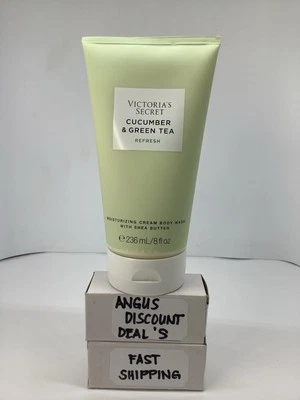 VICTORIA'S
SECRET
CUCUMBER
& GREEN TEA
REFRESH
MOISTURIZING CREAM BODY WASH
WITH SHEA BUTTER
℮ 236 mL/8 fl oz
ANGUS
DISCOUNT
DEAL'S
FAST
SHIPPING